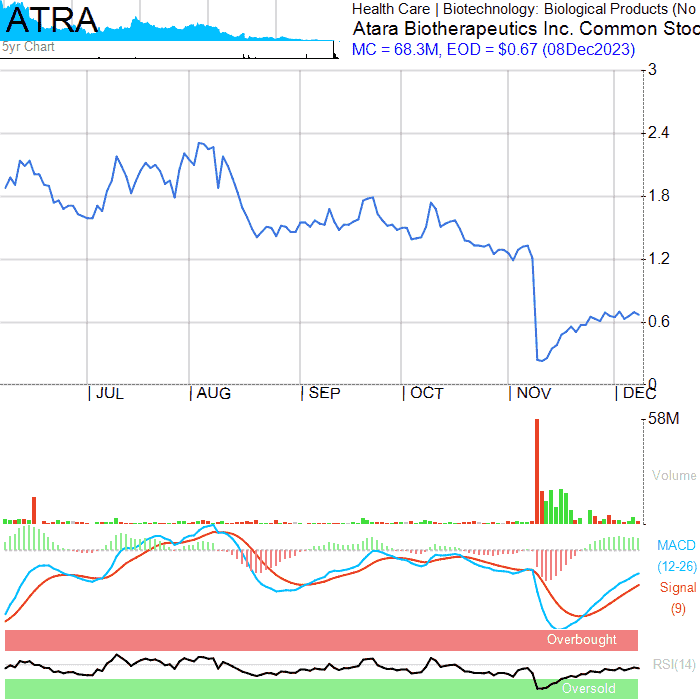 ATRA
5yr Chart
Health Care | Biotechnology: Biological Products (No
Atara Biotherapeutics Inc. Common Stoc
MC = 68.3M, EOD = $0.67 (08Dec2023)
3
2.4
1.8
1.2
0.6
0
| JUL | AUG | SEP | OCT | NOV | DEC
58M
Volume
MACD
(12-26)
Signal
(9)
Overbought
RSI(14)
Oversold